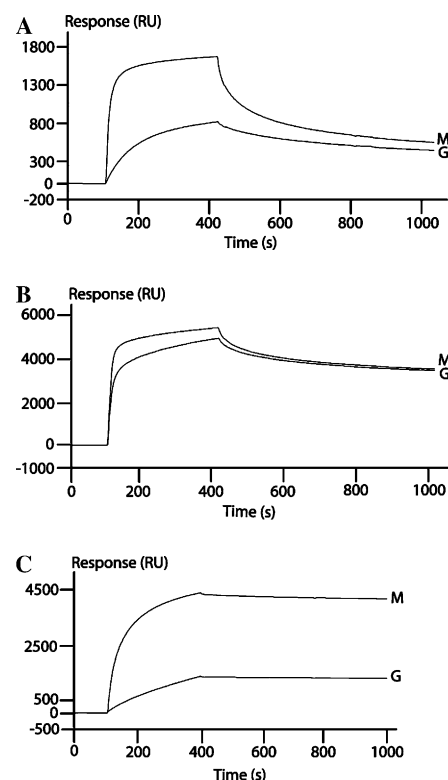 A Response (RU)
1800
1300
800
300
0
-200
M
G
0 200 400 600 800 1000
Time (s)
B Response (RU)
6000
4000
2000
0
-1000
M
G
0 200 400 600 800 1000
Time (s)
C Response (RU)
4500
2500
500
0
-500
M
G
0 200 400 400 800 1000
Time (s)